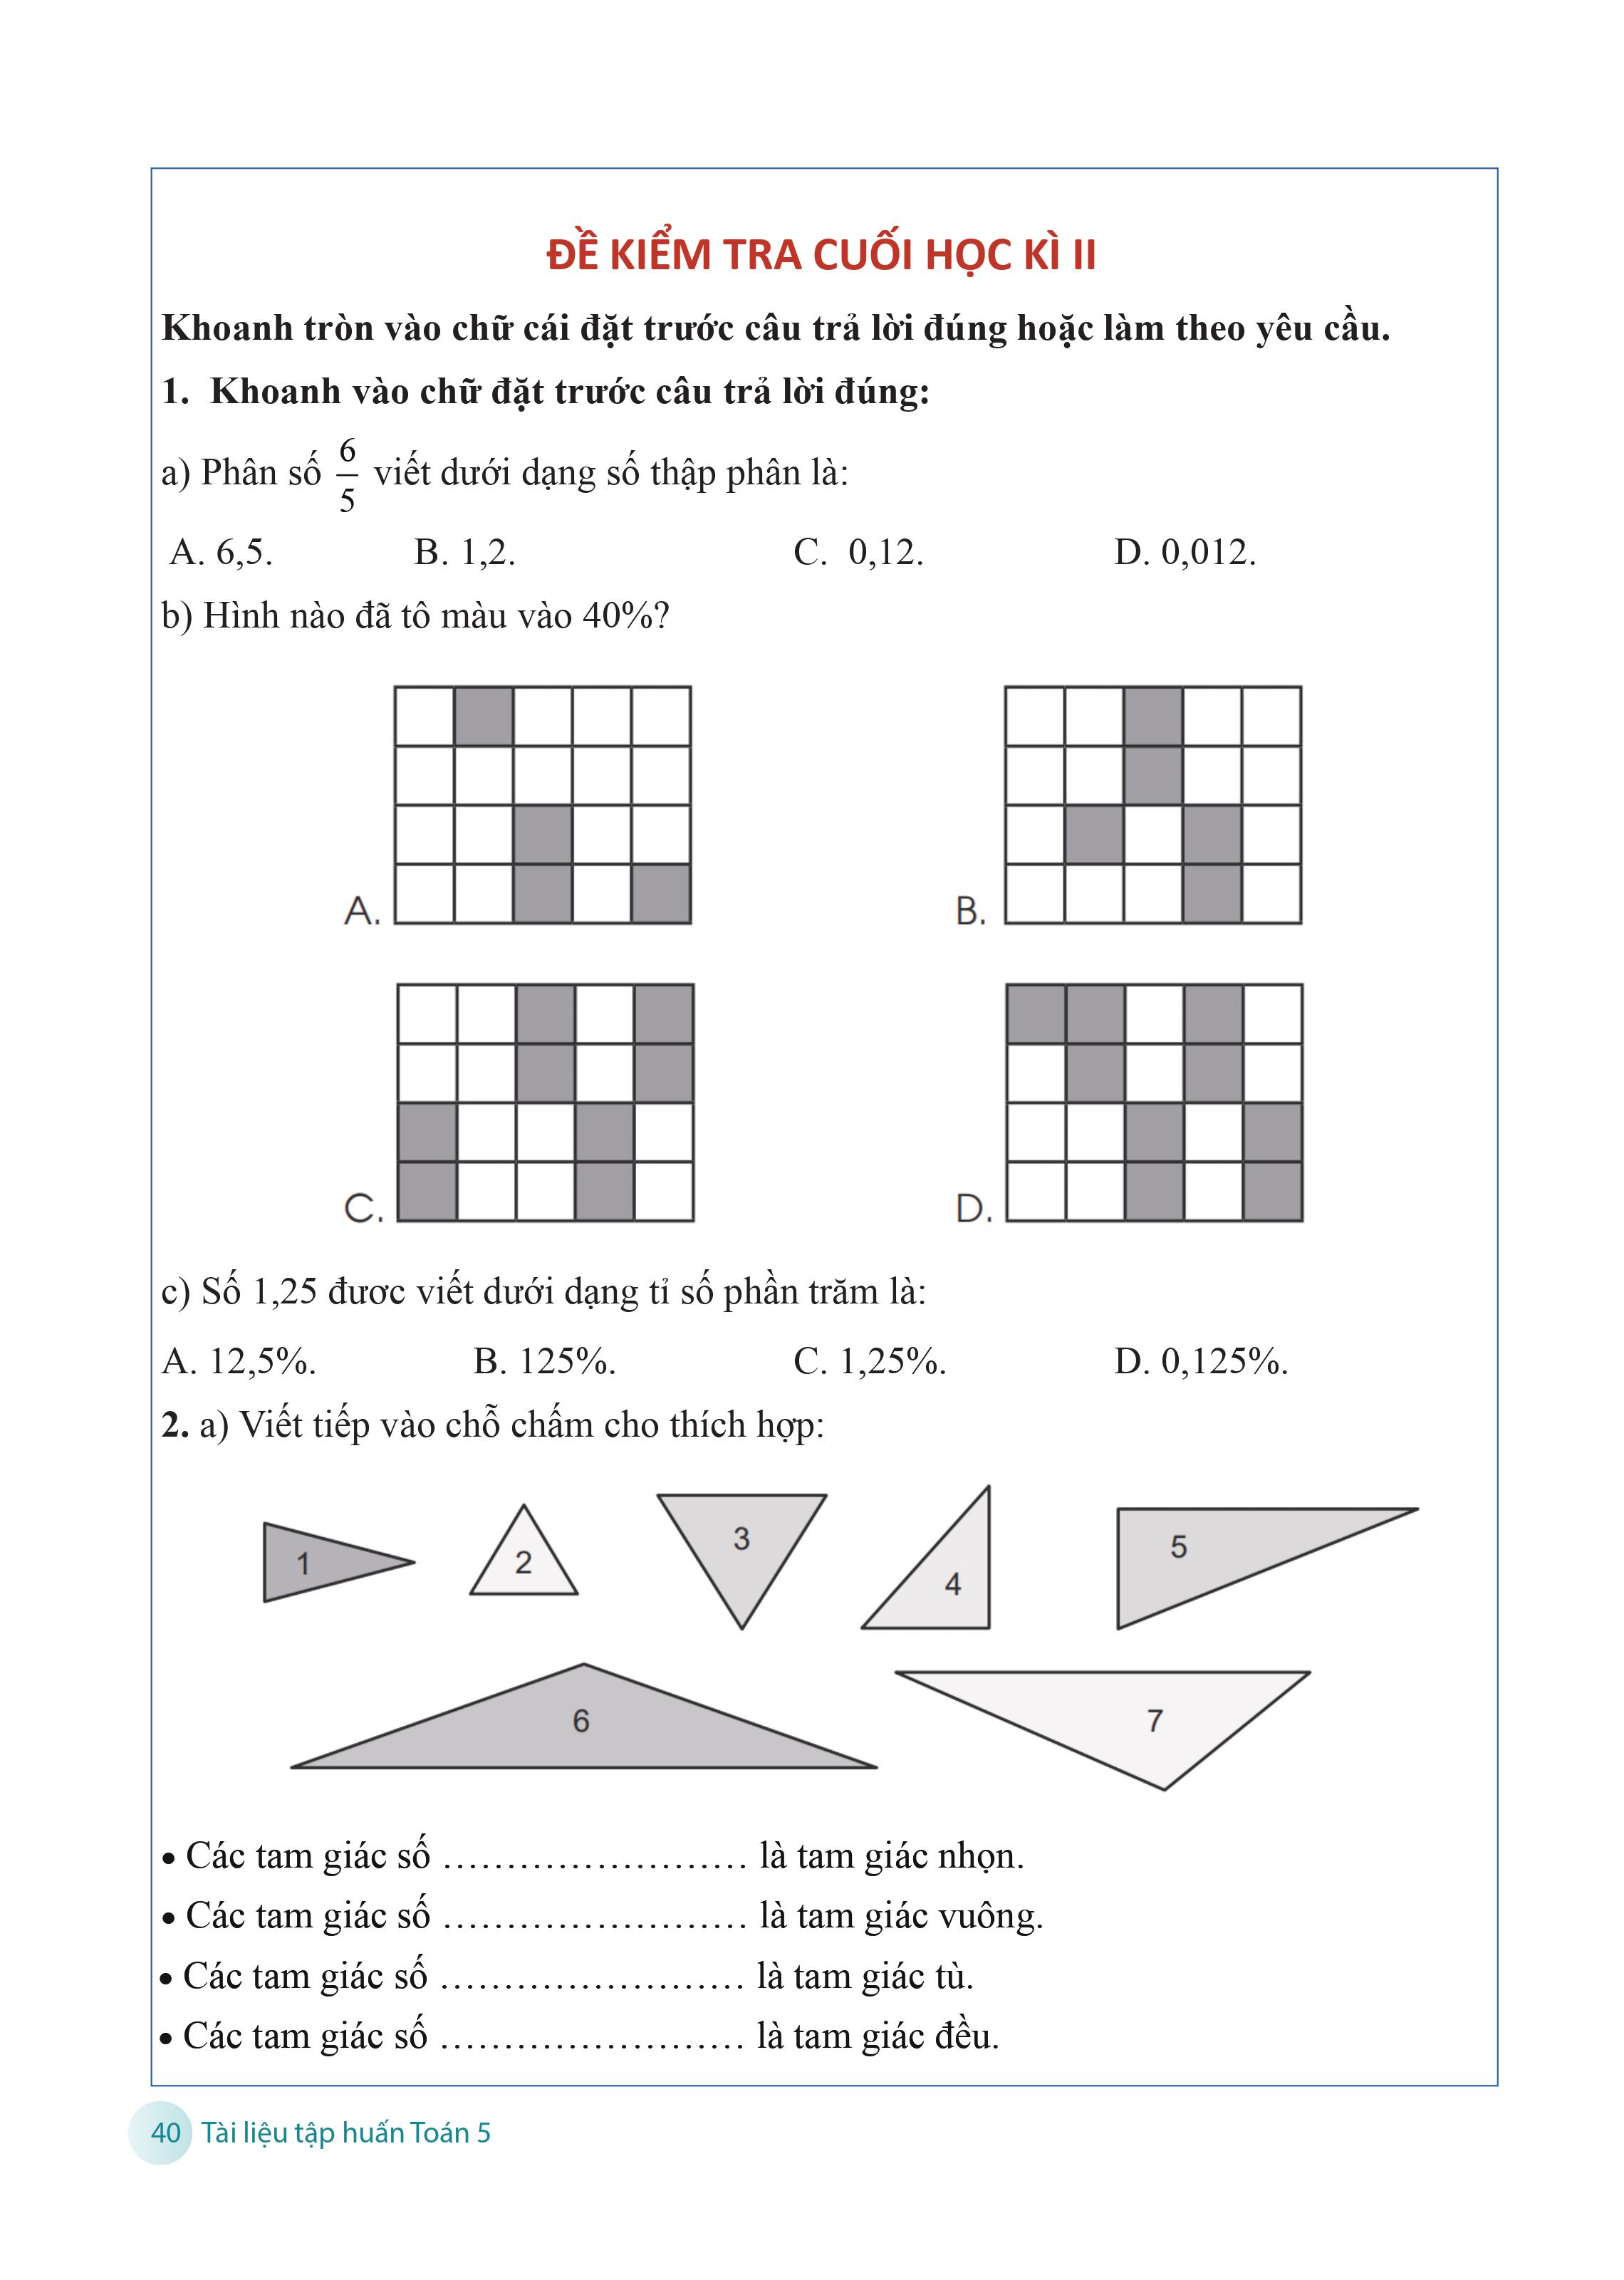 ĐỀ KIỂM TRA CUỐI HỌC KÌ II
Khoanh tròn vào chữ cái đặt trước câu trả lời đúng hoặc làm theo yêu cầu.
1. Khoanh vào chữ đặt trước câu trả lời đúng:
a) Phân số 6/5 viết dưới dạng số thập phân là:
A. 6,5. B. 1,2. C. 0,12. D. 0,012.
b) Hình nào đã tô màu vào 40%?
A. B.
C. D.
c) Số 1,25 đươc viết dưới dạng tỉ số phần trăm là:
A. 12,5%. B. 125%. C. 1,25%. D. 0,125%.
2. a) Viết tiếp vào chỗ chấm cho thích hợp:
1 2 3 4 5
6 7
• Các tam giác số …………………… là tam giác nhọn.
• Các tam giác số …………………… là tam giác vuông.
• Các tam giác số …………………… là tam giác tù.
• Các tam giác số …………………… là tam giác đều.
40 Tài liệu tập huấn Toán 5